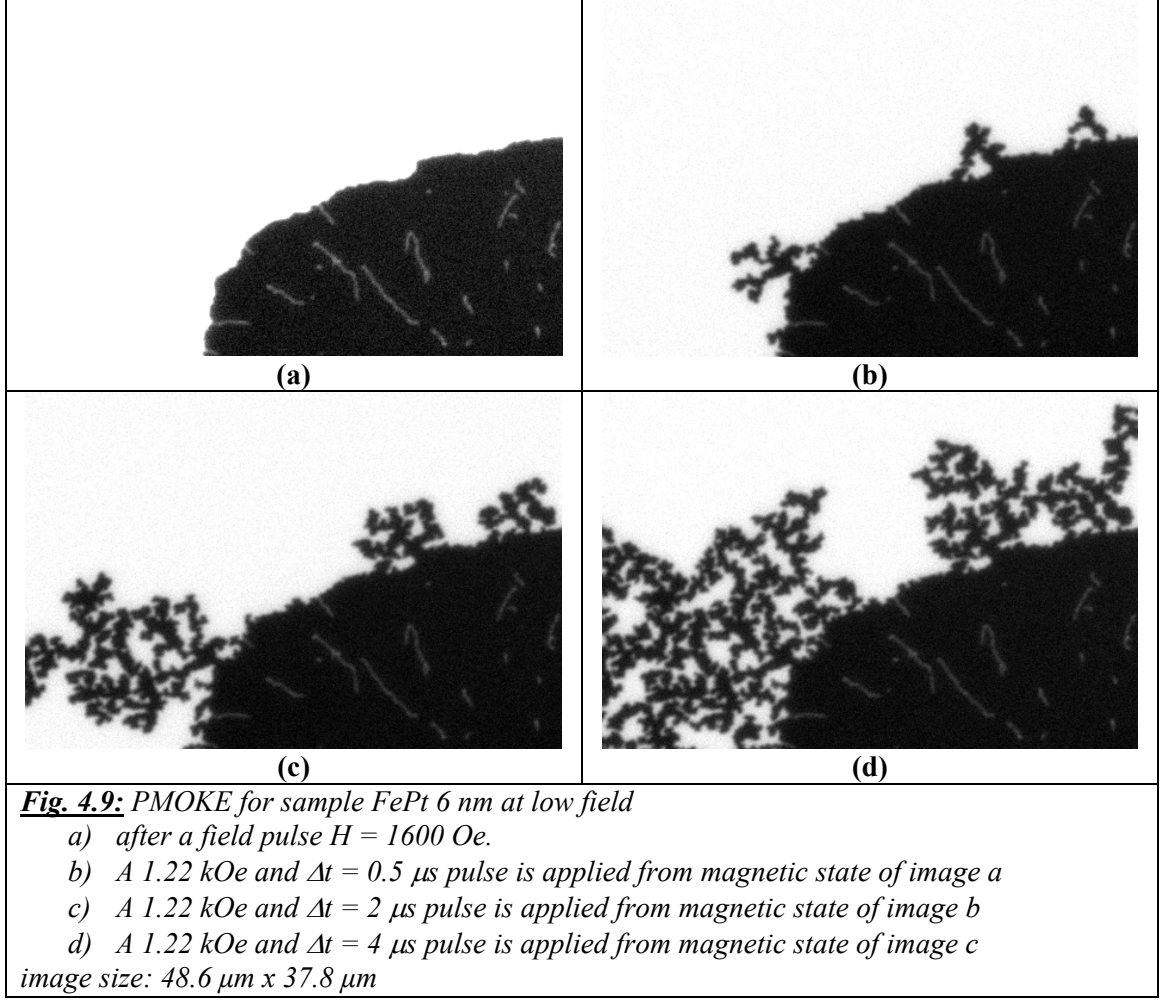 (a)
(b)
(c)
(d)
Fig. 4.9: PMOKE for sample FePt 6 nm at low field
a) after a field pulse H = 1600 Oe.
b) A 1.22 kOe and Δt = 0.5 μs pulse is applied from magnetic state of image a
c) A 1.22 kOe and Δt = 2 μs pulse is applied from magnetic state of image b
d) A 1.22 kOe and Δt = 4 μs pulse is applied from magnetic state of image c
image size: 48.6 μm x 37.8 μm